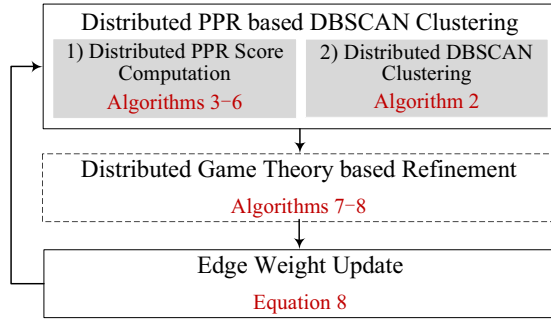 Distributed PPR based DBSCAN Clustering
1) Distributed PPR Score
Computation
Algorithms 3-6
2) Distributed DBSCAN
Clustering
Algorithm 2
Distributed Game Theory based Refinement
Algorithms 7-8
Edge Weight Update
Equation 8